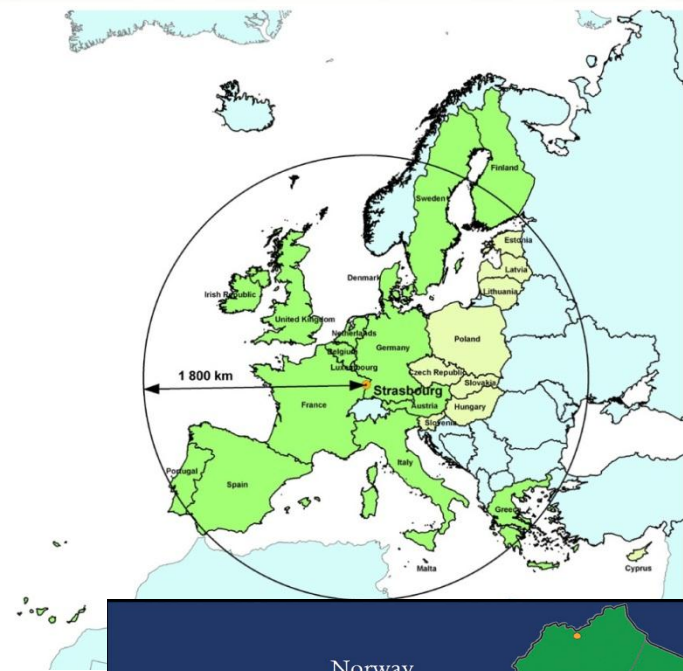 Finland
Sweden
Estonia
Latvia
Denmark
Lithuania
Irish Republic
United Kingdom
Netherlands
Poland
Belgium
Germany
Luxembourg
Czech Republic
1 800 km
Strasbourg
Slovakia
France
Austria
Hungary
Slovenia
Italy
Portugal
Spain
Greece
Malta
Cyprus
Norway